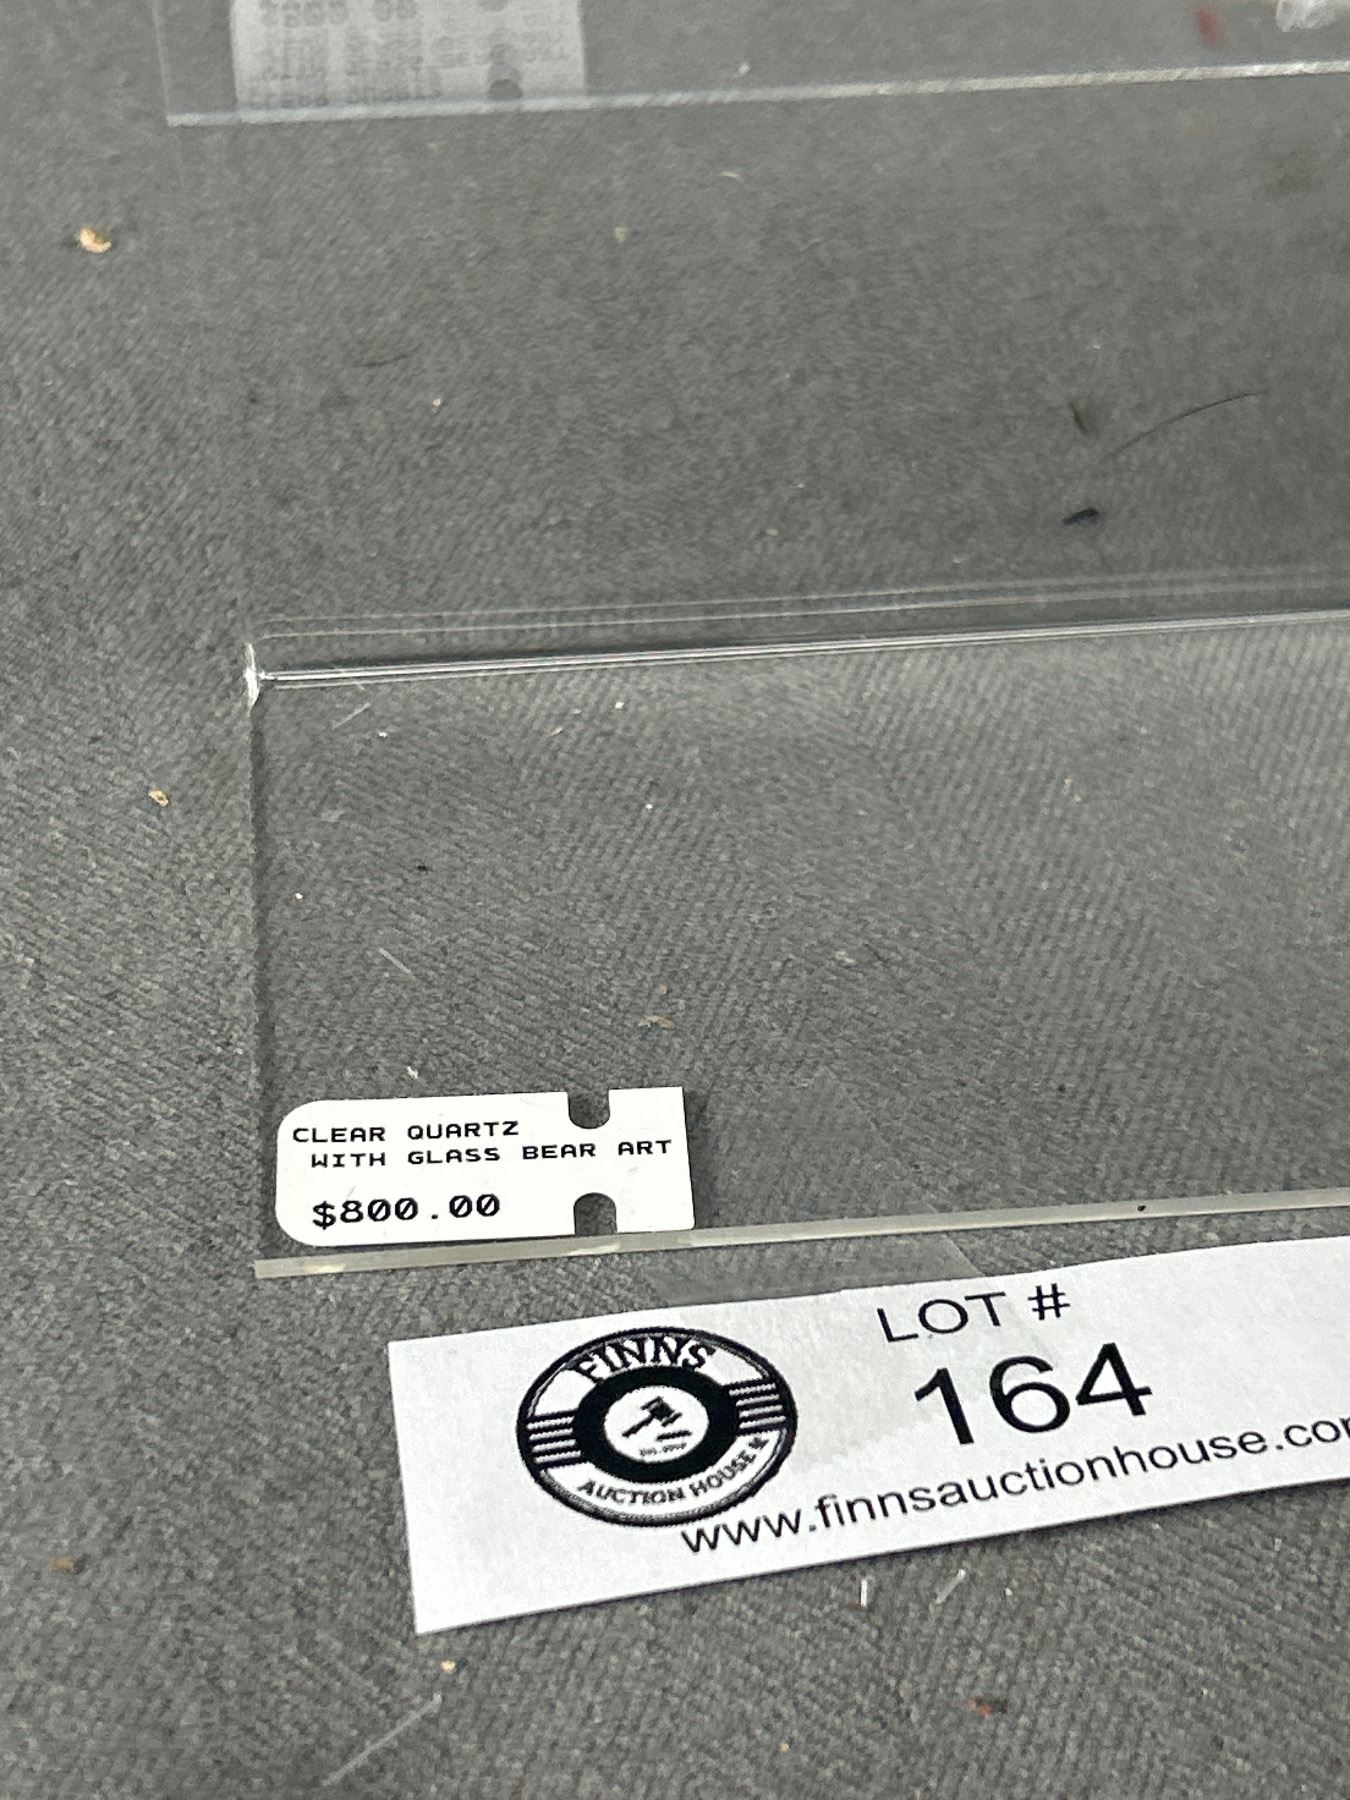 CLEAR QUARTZ
WITH GLASS BEAR ART
$800.00
LOT #
164
FINNS
AUCTION HOUSE
www.finnsauctionhouse.co